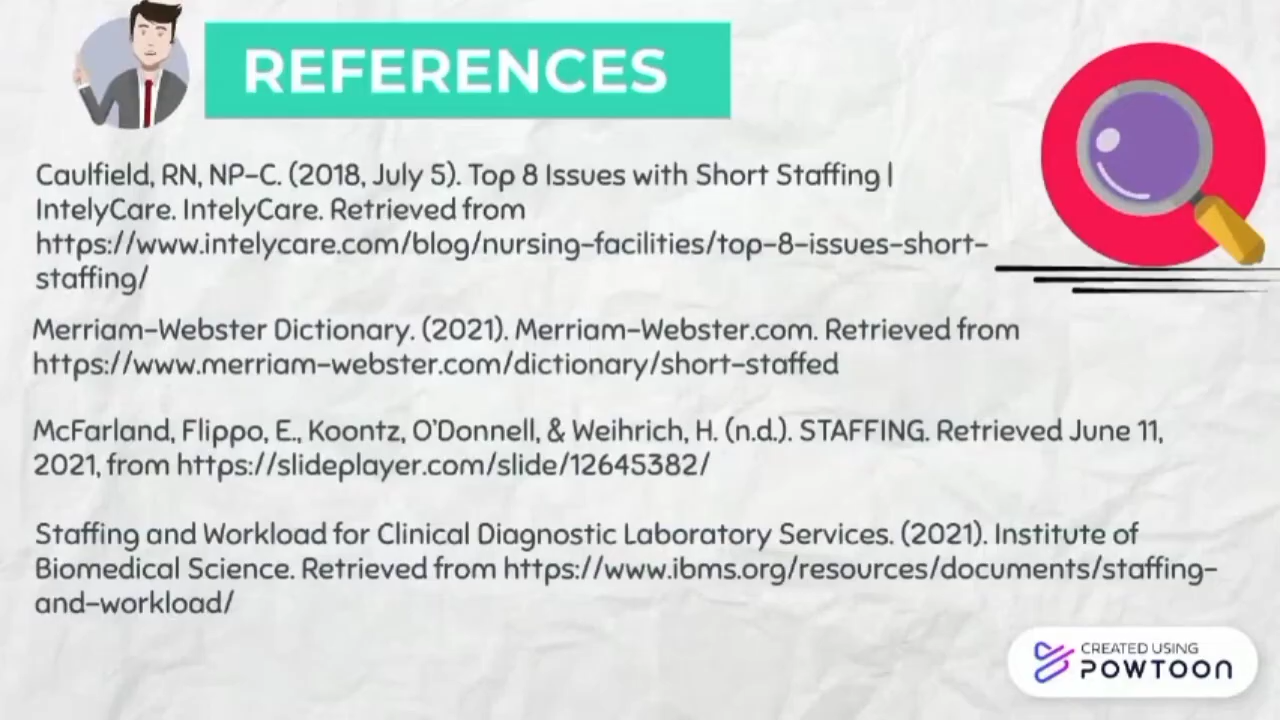 REFERENCES
Caulfield, RN, NP-C. (2018, July 5). Top 8 Issues with Short Staffing |
IntelyCare. IntelyCare. Retrieved from
https://www.intelycare.com/blog/nursing-facilities/top-8-issues-short-
staffing/
Merriam-Webster Dictionary. (2021). Merriam-Webster.com. Retrieved from
https://www.merriam-webster.com/dictionary/short-staffed
McFarland, Flippo, E., Koontz, O'Donnell, & Weihrich, H. (n.d.). STAFFING. Retrieved June 11,
2021, from https://slideplayer.com/slide/12645382/
Staffing and Workload for Clinical Diagnostic Laboratory Services. (2021). Institute of
Biomedical Science. Retrieved from https://www.ibms.org/resources/documents/staffing-
and-workload/
CREATED USING
POWTOON